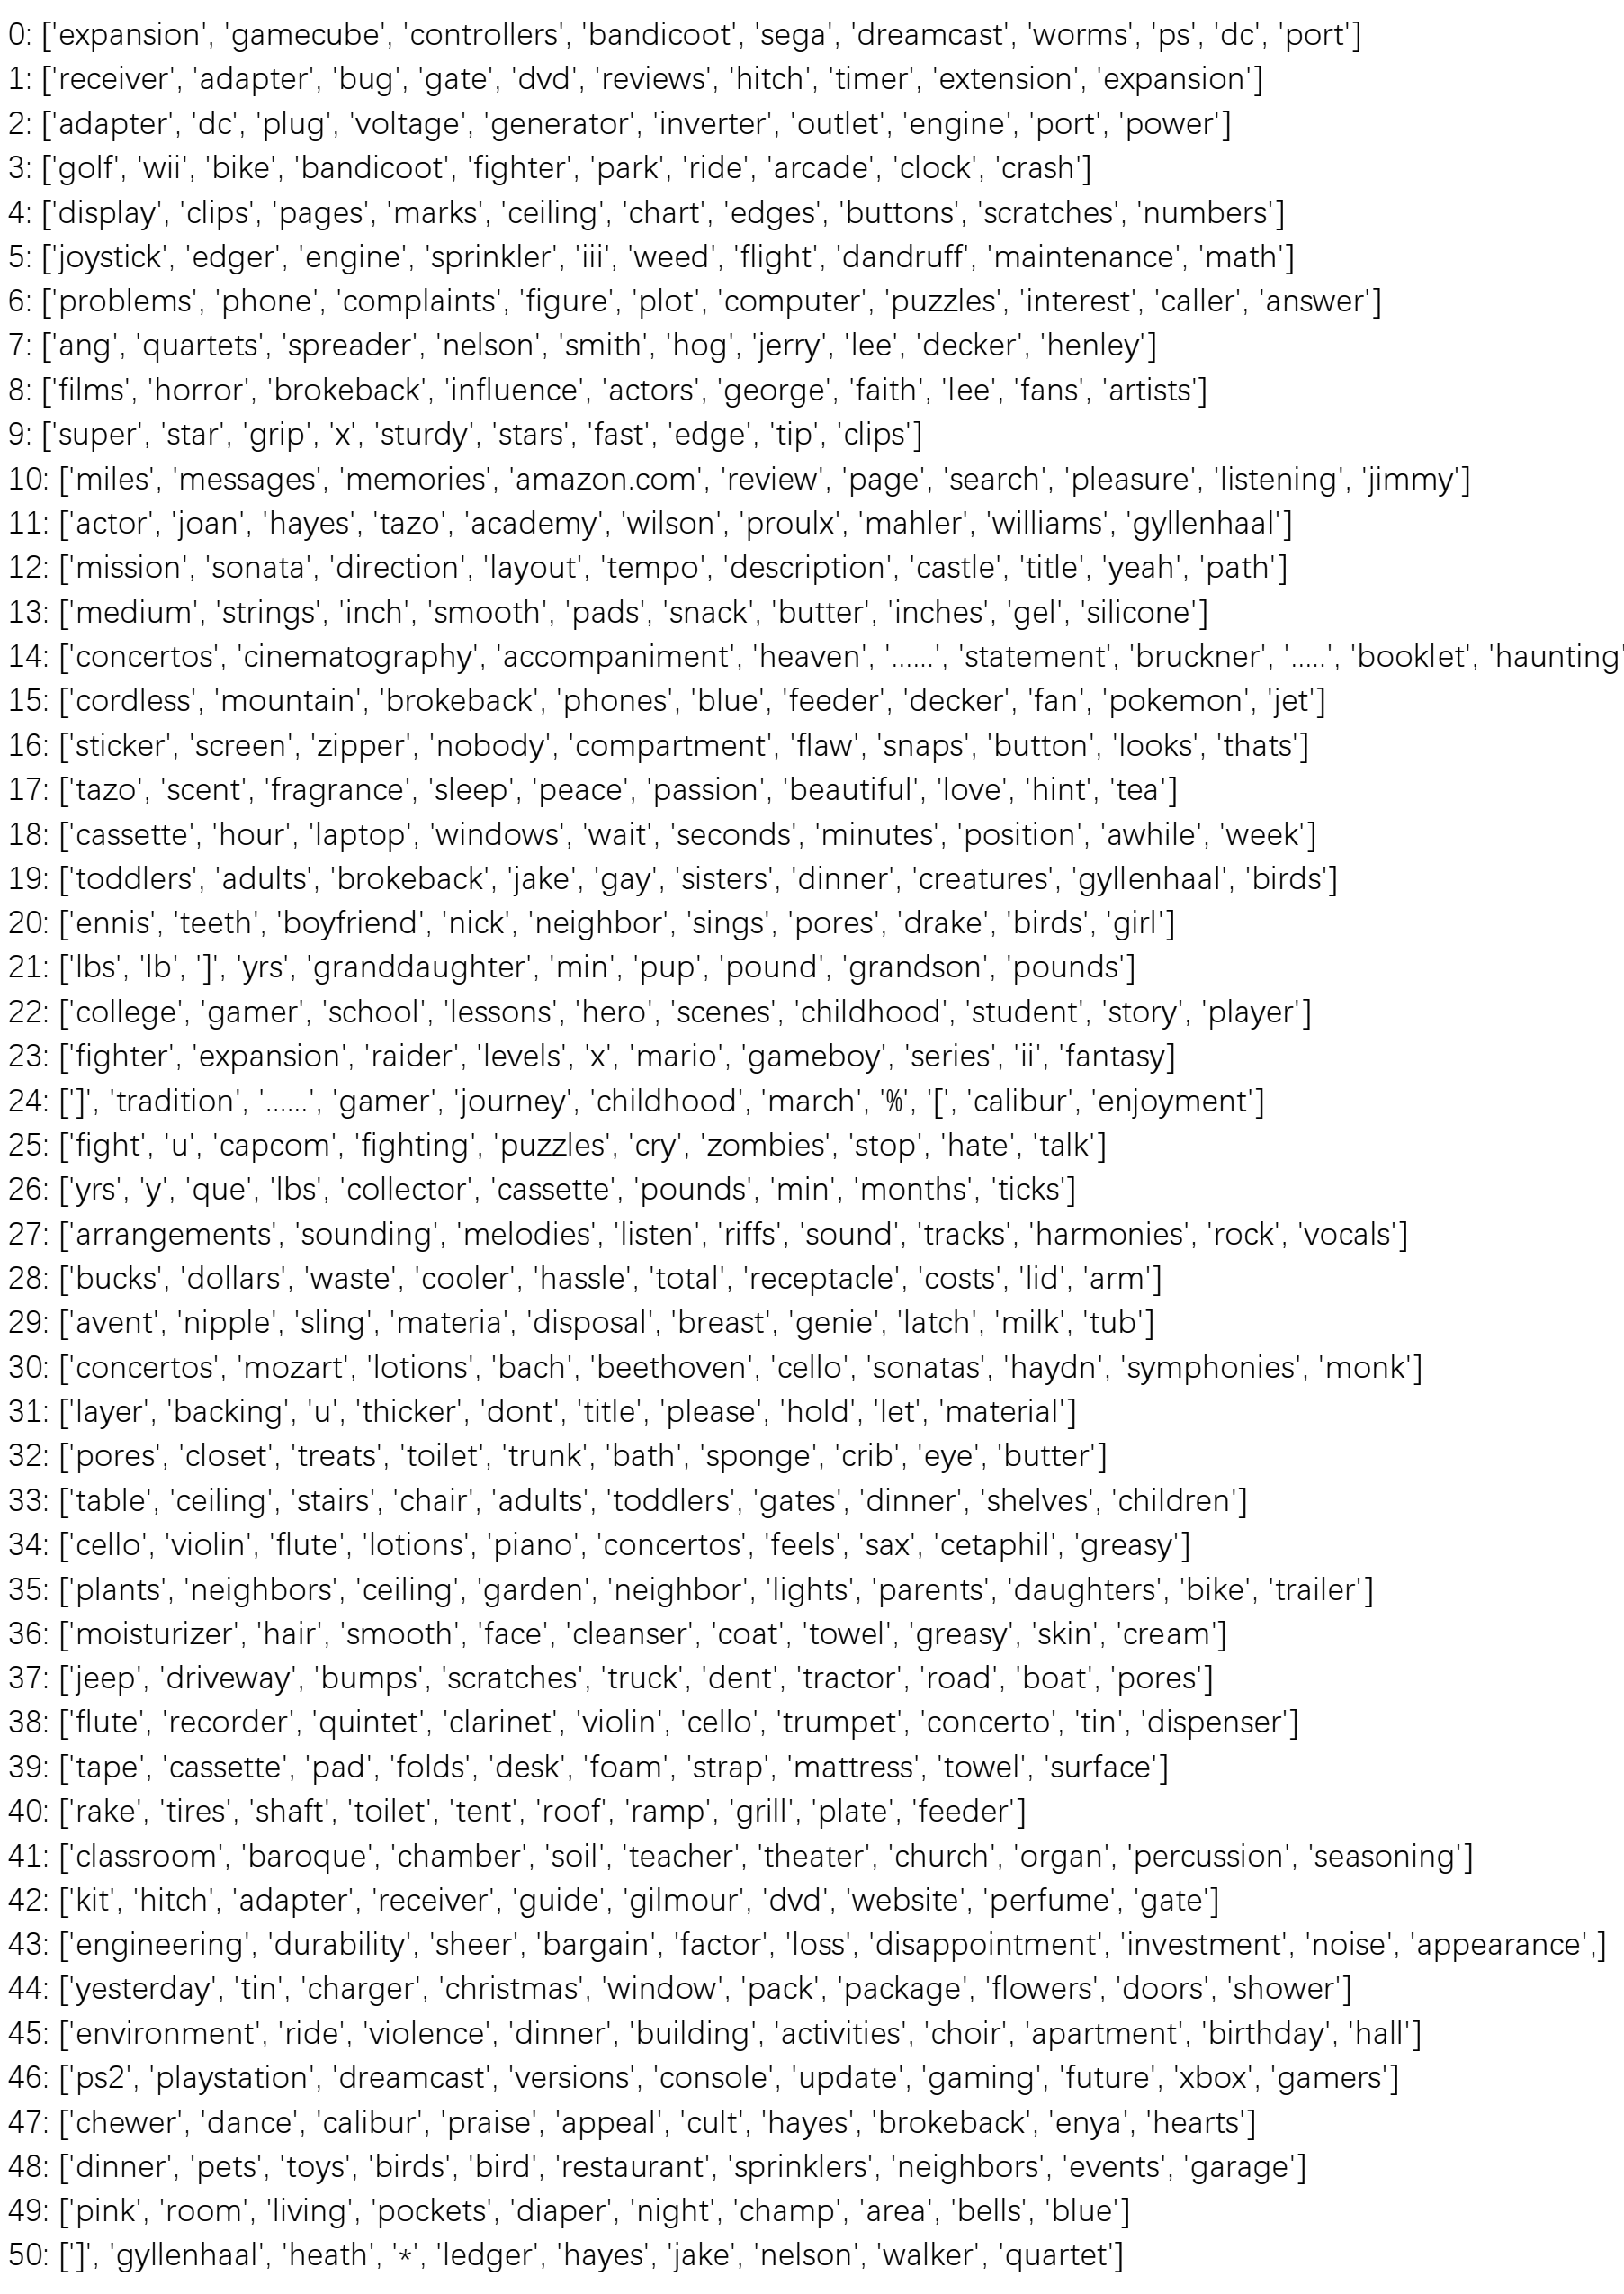 0: ['expansion', 'gamecube', 'controllers', 'bandicoot', 'sega', 'dreamcast', 'worms', 'ps', 'dc', 'port']
1: ['receiver', 'adapter', 'bug', 'gate', 'dvd', 'reviews', 'hitch', 'timer', 'extension', 'expansion']
2: ['adapter', 'dc', 'plug', 'voltage', 'generator', 'inverter', 'outlet', 'engine', 'port', 'power']
3: ['golf', 'wii', 'bike', 'bandicoot', 'fighter', 'park', 'ride', 'arcade', 'clock', 'crash']
4: ['display', 'clips', 'pages', 'marks', 'ceiling', 'chart', 'edges', 'buttons', 'scratches', 'numbers']
5: ['joystick', 'edger', 'engine', 'sprinkler', 'iii', 'weed', 'flight', 'dandruff', 'maintenance', 'math']
6: ['problems', 'phone', 'complaints', 'figure', 'plot', 'computer', 'puzzles', 'interest', 'caller', 'answer']
7: ['ang', 'quartets', 'spreader', 'nelson', 'smith', 'hog', 'jerry', 'lee', 'decker', 'henley']
8: ['films', 'horror', 'brokeback', 'influence', 'actors', 'george', 'faith', 'lee', 'fans', 'artists']
9: ['super', 'star', 'grip', 'x', 'sturdy', 'stars', 'fast', 'edge', 'tip', 'clips']
10: ['miles', 'messages', 'memories', 'amazon.com', 'review', 'page', 'search', 'pleasure', 'listening', 'jimmy']
11: ['actor', 'joan', 'hayes', 'tazo', 'academy', 'wilson', 'proulx', 'mahler', 'williams', 'gyllenhaal']
12: ['mission', 'sonata', 'direction', 'layout', 'tempo', 'description', 'castle', 'title', 'yeah', 'path']
13: ['medium', 'strings', 'inch', 'smooth', 'pads', 'snack', 'butter', 'inches', 'gel', 'silicone']
14: ['concertos', 'cinematography', 'accompaniment', 'heaven', '......', 'statement', 'bruckner', '.....', 'booklet', 'haunting'
15: ['cordless', 'mountain', 'brokeback', 'phones', 'blue', 'feeder', 'decker', 'fan', 'pokemon', 'jet']
16: ['sticker', 'screen', 'zipper', 'nobody', 'compartment', 'flaw', 'snaps', 'button', 'looks', 'thats']
17: ['tazo', 'scent', 'fragrance', 'sleep', 'peace', 'passion', 'beautiful', 'love', 'hint', 'tea']
18: ['cassette', 'hour', 'laptop', 'windows', 'wait', 'seconds', 'minutes', 'position', 'awhile', 'week']
19: ['toddlers', 'adults', 'brokeback', 'jake', 'gay', 'sisters', 'dinner', 'creatures', 'gyllenhaal', 'birds']
20: ['ennis', 'teeth', 'boyfriend', 'nick', 'neighbor', 'sings', 'pores', 'drake', 'birds', 'girl']
21: ['lbs', 'lb', ']', 'yrs', 'granddaughter', 'min', 'pup', 'pound', 'grandson', 'pounds']
22: ['college', 'gamer', 'school', 'lessons', 'hero', 'scenes', 'childhood', 'student', 'story', 'player']
23: ['fighter', 'expansion', 'raider', 'levels', 'x', 'mario', 'gameboy', 'series', 'ii', 'fantasy]
24: [']', 'tradition', '......', 'gamer', 'journey', 'childhood', 'march', '%', '[', 'calibur', 'enjoyment']
25: ['fight', 'u', 'capcom', 'fighting', 'puzzles', 'cry', 'zombies', 'stop', 'hate', 'talk']
26: ['yrs', 'y', 'que', 'lbs', 'collector', 'cassette', 'pounds', 'min', 'months', 'ticks']
27: ['arrangements', 'sounding', 'melodies', 'listen', 'riffs', 'sound', 'tracks', 'harmonies', 'rock', 'vocals']
28: ['bucks', 'dollars', 'waste', 'cooler', 'hassle', 'total', 'receptacle', 'costs', 'lid', 'arm']
29: ['avent', 'nipple', 'sling', 'materia', 'disposal', 'breast', 'genie', 'latch', 'milk', 'tub']
30: ['concertos', 'mozart', 'lotions', 'bach', 'beethoven', 'cello', 'sonatas', 'haydn', 'symphonies', 'monk']
31: ['layer', 'backing', 'u', 'thicker', 'dont', 'title', 'please', 'hold', 'let', 'material']
32: ['pores', 'closet', 'treats', 'toilet', 'trunk', 'bath', 'sponge', 'crib', 'eye', 'butter']
33: ['table', 'ceiling', 'stairs', 'chair', 'adults', 'toddlers', 'gates', 'dinner', 'shelves', 'children']
34: ['cello', 'violin', 'flute', 'lotions', 'piano', 'concertos', 'feels', 'sax', 'cetaphil', 'greasy']
35: ['plants', 'neighbors', 'ceiling', 'garden', 'neighbor', 'lights', 'parents', 'daughters', 'bike', 'trailer']
36: ['moisturizer', 'hair', 'smooth', 'face', 'cleanser', 'coat', 'towel', 'greasy', 'skin', 'cream']
37: ['jeep', 'driveway', 'bumps', 'scratches', 'truck', 'dent', 'tractor', 'road', 'boat', 'pores']
38: ['flute', 'recorder', 'quintet', 'clarinet', 'violin', 'cello', 'trumpet', 'concerto', 'tin', 'dispenser']
39: ['tape', 'cassette', 'pad', 'folds', 'desk', 'foam', 'strap', 'mattress', 'towel', 'surface']
40: ['rake', 'tires', 'shaft', 'toilet', 'tent', 'roof', 'ramp', 'grill', 'plate', 'feeder']
41: ['classroom', 'baroque', 'chamber', 'soil', 'teacher', 'theater', 'church', 'organ', 'percussion', 'seasoning']
42: ['kit', 'hitch', 'adapter', 'receiver', 'guide', 'gilmour', 'dvd', 'website', 'perfume', 'gate']
43: ['engineering', 'durability', 'sheer', 'bargain', 'factor', 'loss', 'disappointment', 'investment', 'noise', 'appearance',]
44: ['yesterday', 'tin', 'charger', 'christmas', 'window', 'pack', 'package', 'flowers', 'doors', 'shower']
45: ['environment', 'ride', 'violence', 'dinner', 'building', 'activities', 'choir', 'apartment', 'birthday', 'hall']
46: ['ps2', 'playstation', 'dreamcast', 'versions', 'console', 'update', 'gaming', 'future', 'xbox', 'gamers']
47: ['chewer', 'dance', 'calibur', 'praise', 'appeal', 'cult', 'hayes', 'brokeback', 'enya', 'hearts']
48: ['dinner', 'pets', 'toys', 'birds', 'bird', 'restaurant', 'sprinklers', 'neighbors', 'events', 'garage']
49: ['pink', 'room', 'living', 'pockets', 'diaper', 'night', 'champ', 'area', 'bells', 'blue']
50: [']', 'gyllenhaal', 'heath', '*', 'ledger', 'hayes', 'jake', 'nelson', 'walker', 'quartet']